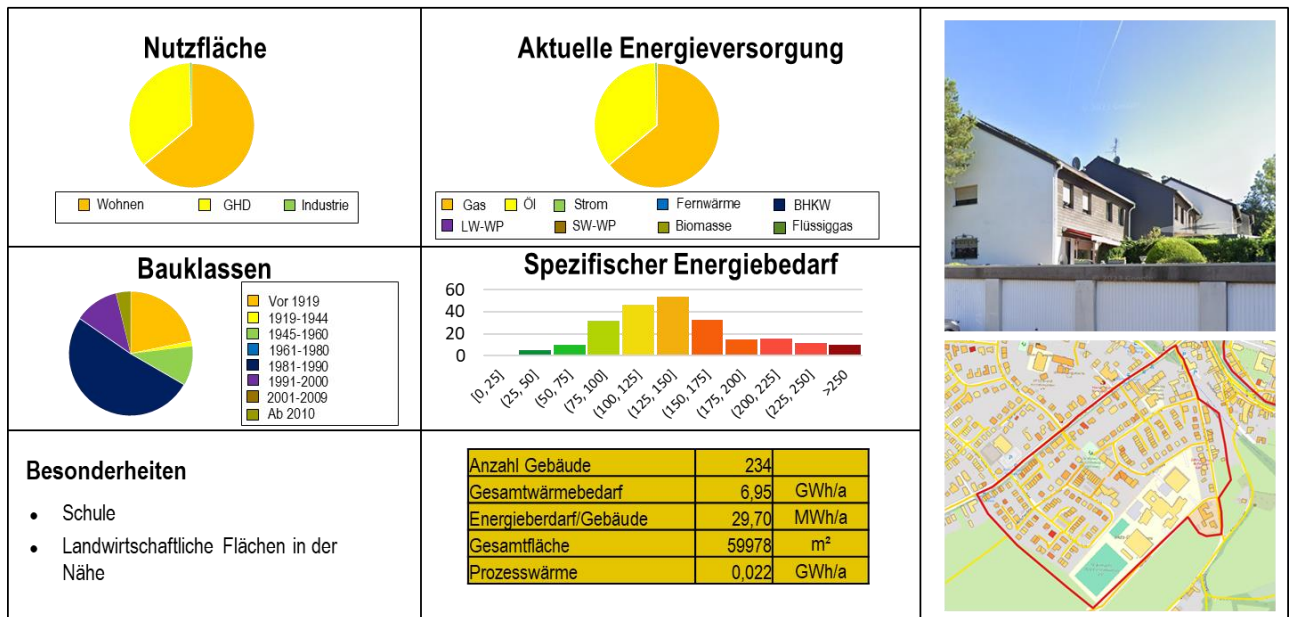 Nutzfläche
Wohnen GHD Industrie
Aktuelle Energieversorgung
Gas Öl Strom Fernwärme BHKW
LW-WP SW-WP Biomasse Flüssiggas
Bauklassen
Vor 1919
1919-1944
1945-1960
1961-1980
1981-1990
1991-2000
2001-2009
Ab 2010
Spezifischer Energiebedarf
60
40
20
0
[0, 25] (25, 50] (50, 75] (75, 100] (100, 125] (125, 150] (150, 175] (175, 200] (200, 225] (225, 250] >250
Besonderheiten
• Schule
• Landwirtschaftliche Flächen in der
Nähe
Anzahl Gebäude 234
Gesamtwärmebedarf 6,95 GWh/a
Energieberdarf/Gebäude 29,70 MWh/a
Gesamtfläche 59978 m²
Prozesswärme 0,022 GWh/a